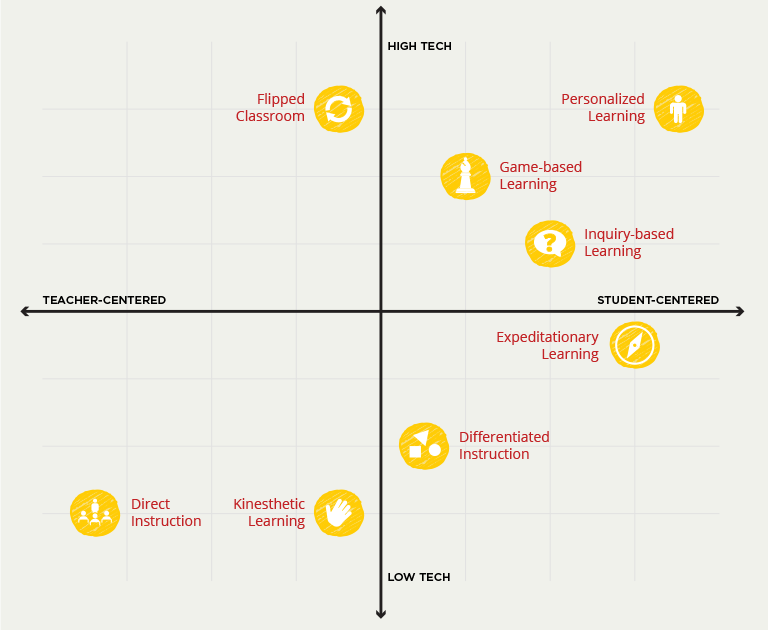 HIGH TECH
Flipped
Classroom
Personalized
Learning
Game-based
Learning
Inquiry-based
Learning
TEACHER-CENTERED
STUDENT-CENTERED
Expeditationary
Learning
Differentiated
Instruction
Direct
Instruction
Kinesthetic
Learning
LOW TECH